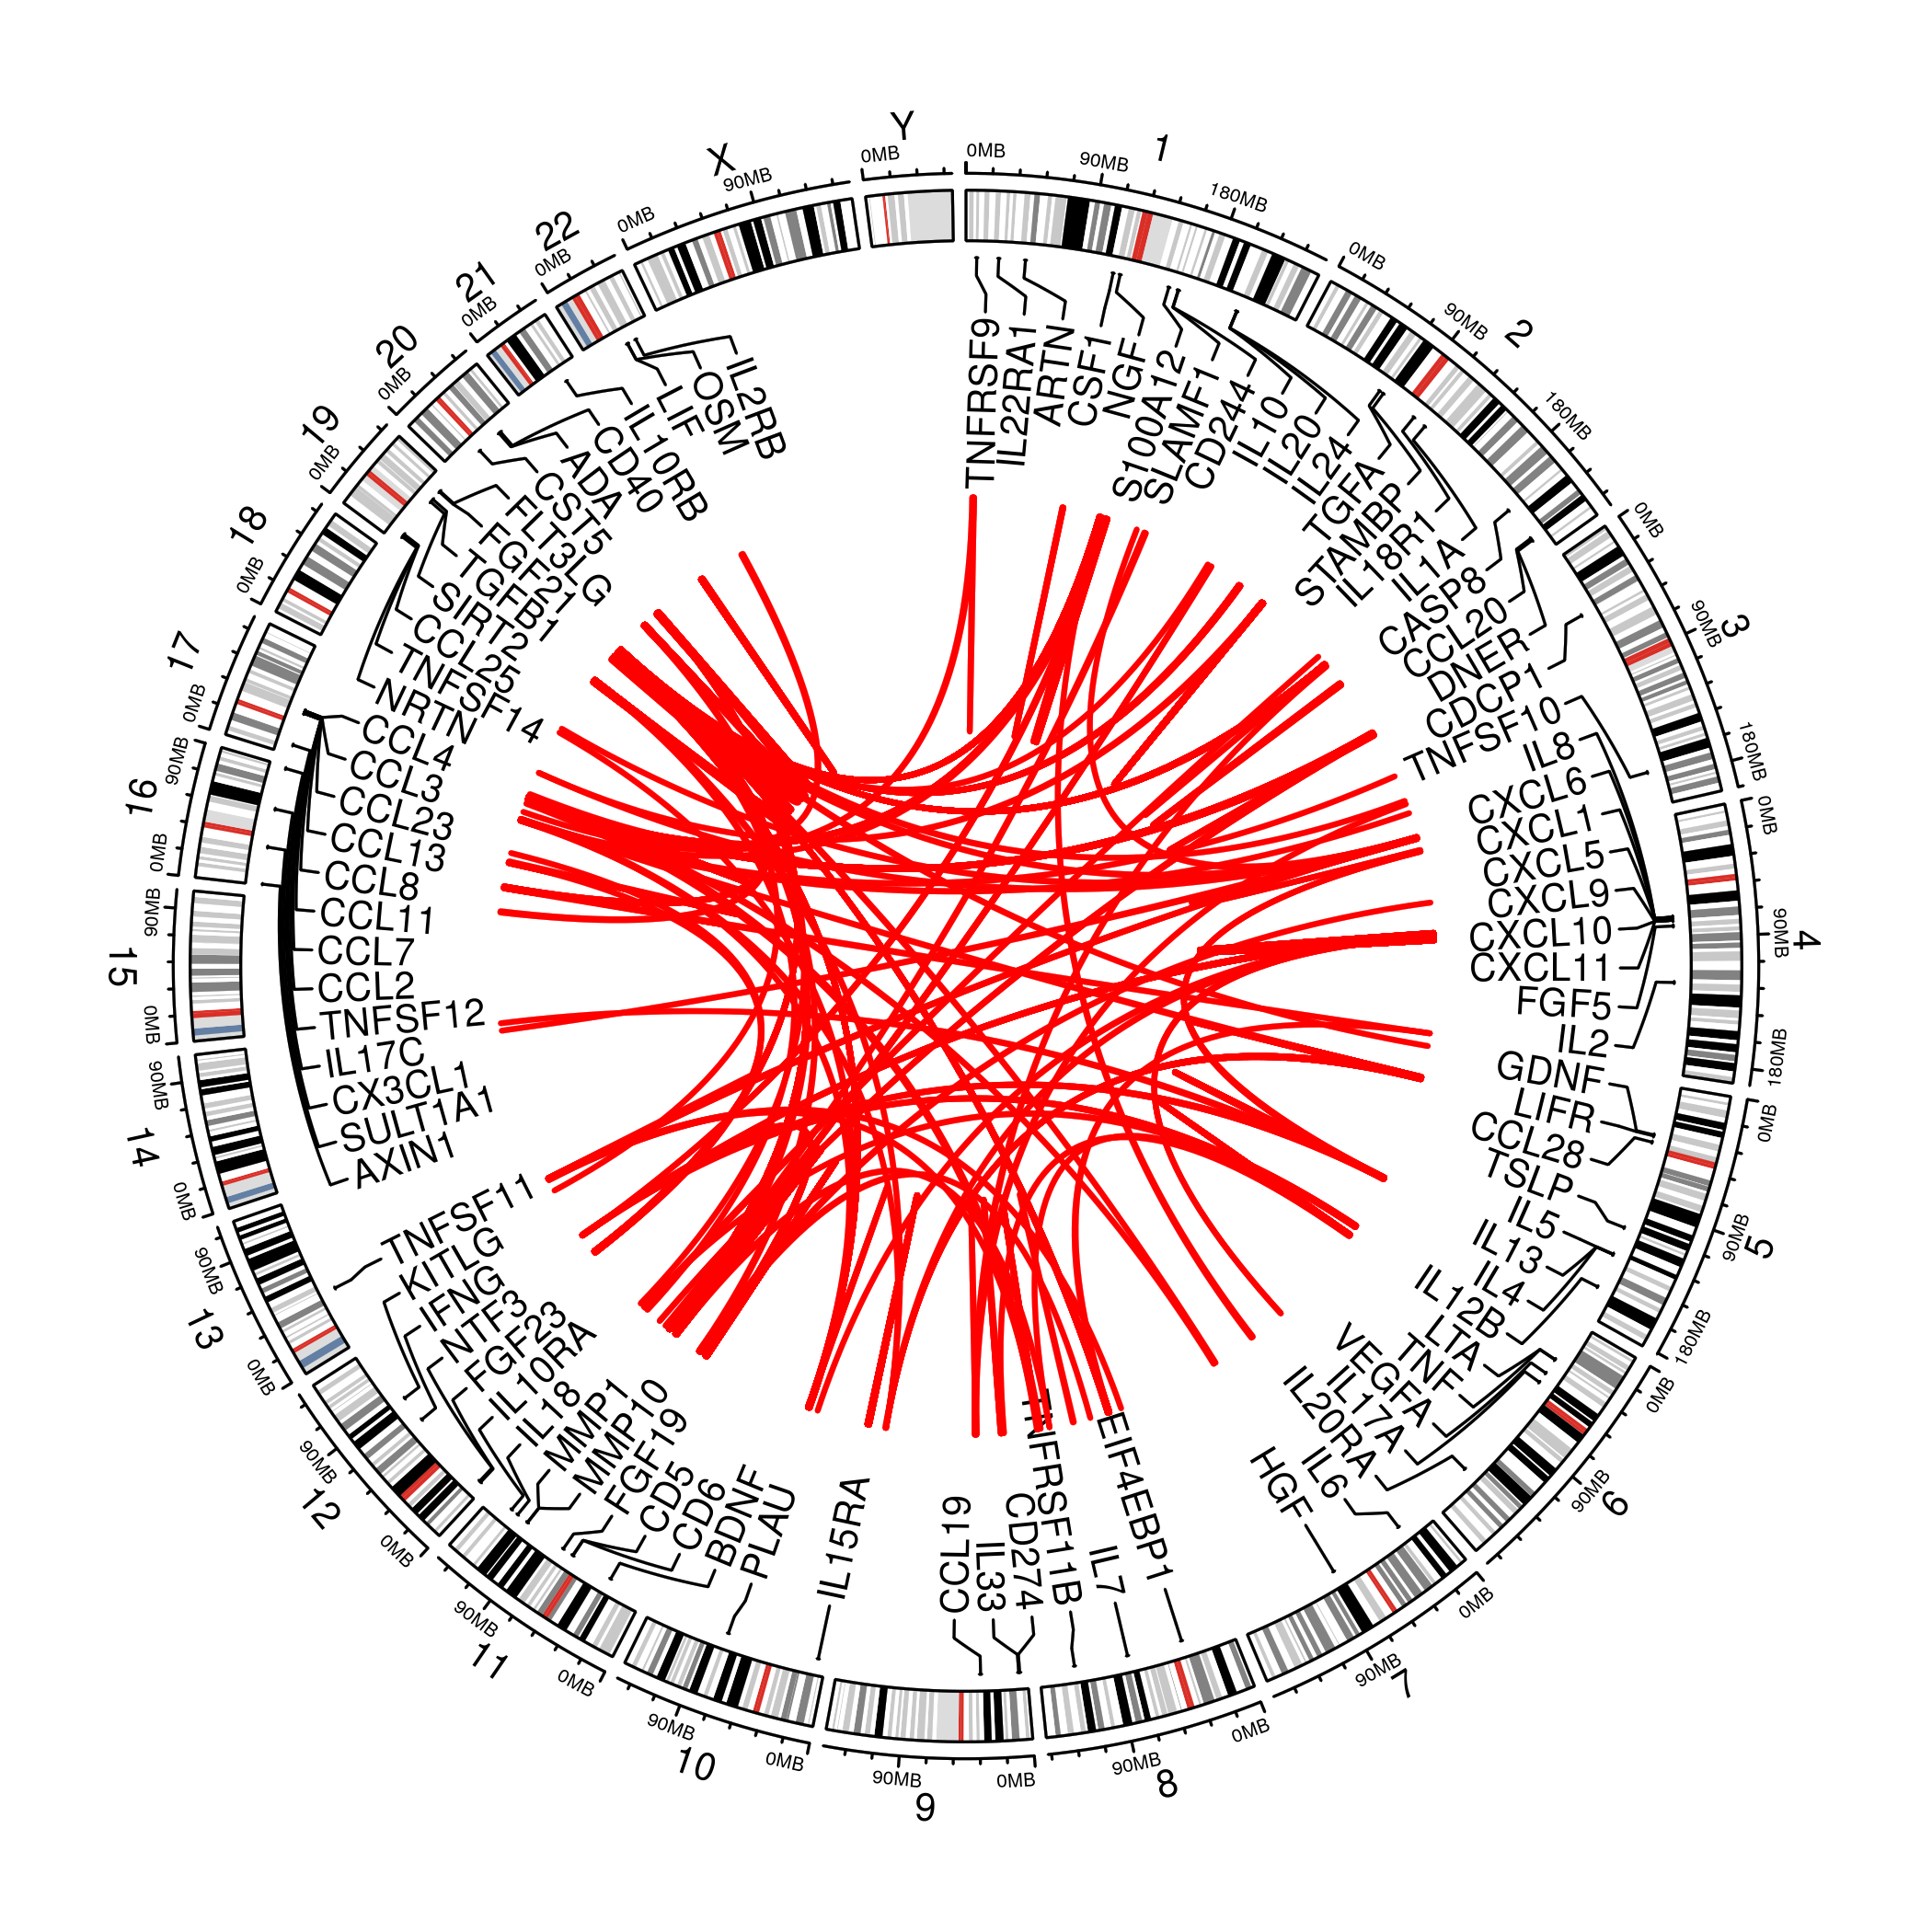 1
0MB
90MB
180MB
2
0MB
90MB
180MB
3
0MB
90MB
180MB
4
0MB
90MB
180MB
5
0MB
90MB
180MB
6
0MB
90MB
7
0MB
90MB
8
0MB
90MB
9
0MB
90MB
10
0MB
90MB
11
0MB
90MB
12
0MB
90MB
13
0MB
90MB
14
0MB
90MB
15
0MB
90MB
16
0MB
90MB
17
0MB
18
0MB
19
0MB
20
0MB
21
0MB
22
0MB
X
0MB
90MB
Y
0MB
TNFRSF9
IL22RA1
ARTN
CSF1
NGF
S100A12
SLAMF1
CD244
IL10
IL20
IL24
TGFA
STAMBP
IL18R1
IL1A
CASP8
CCL20
DNER
CDCP1
TNFSF10
IL8
CXCL6
CXCL1
CXCL5
CXCL9
CXCL10
CXCL11
FGF5
IL2
GDNF
LIFR
CCL28
TSLP
IL5
IL13
IL4
IL12B
LTA
TNF
VEGFA
IL17A
IL20RA
IL6
HGF
EIF4EBP1
IL7
TNFRSF11B
CD274
IL33
CCL19
IL15RA
PLAU
BDNF
CD6
CD5
FGF19
MMP10
MMP1
IL18
IL10RA
FGF23
NTF3
IFNG
KITLG
TNFSF11
AXIN1
SULT1A1
CX3CL1
IL17C
TNFSF12
CCL2
CCL7
CCL11
CCL8
CCL13
CCL23
CCL3
CCL4
NRTN
TNFSF14
CCL25
SIRT2
TGFB1
FGF21
FLT3LG
CST5
ADA
CD40
IL10RB
LIF
OSM
IL2RB